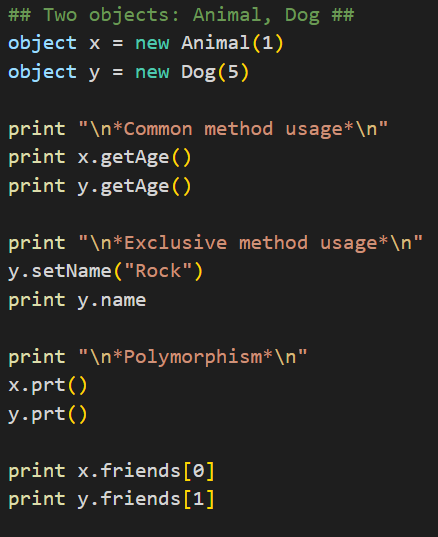 ## Two objects: Animal, Dog ##
object x = new Animal(1)
object y = new Dog(5)
print "\n*Common method usage*\n"
print x.getAge()
print y.getAge()
print "\n*Exclusive method usage*\n"
y.setName("Rock")
print y.name
print "\n*Polymorphism*\n"
x.prt()
y.prt()
print x.friends[0]
print y.friends[1]